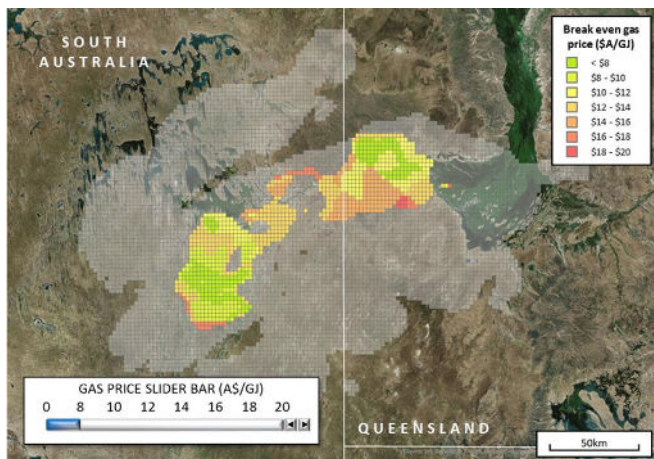 SOUTH
AUSTRALIA
Break even gas
price ($A/GJ)
< $8
$8 - $10
$10 - $12
$12 - $14
$14 - $16
$16 - $18
$18 - $20
GAS PRICE SLIDER BAR (A$/GJ)
0 6 8 10 12 14 16 18 20
QUEENSLAND
50km